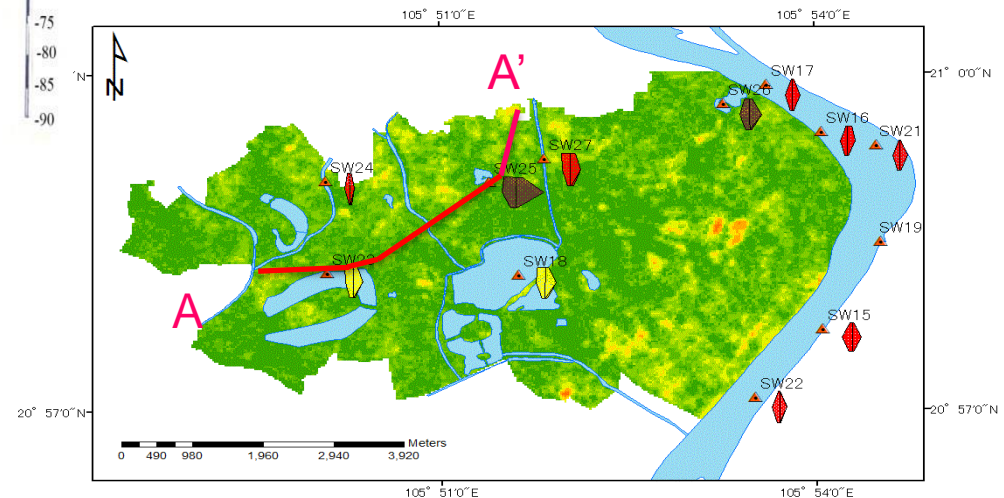 -75
-80
-85
-90
105° 51'0"E
105° 54'0"E
'N
N
21° 0'0"N
A'
A
SW17
SW26
SW16
SW21
SW27
SW24
SW25
SW19
SW23
SW18
SW15
SW22
20° 57'0"N
20° 57'0"N
Meters
0 490 980 1,960 2,940 3,920
105° 51'0"E
105° 54'0"E